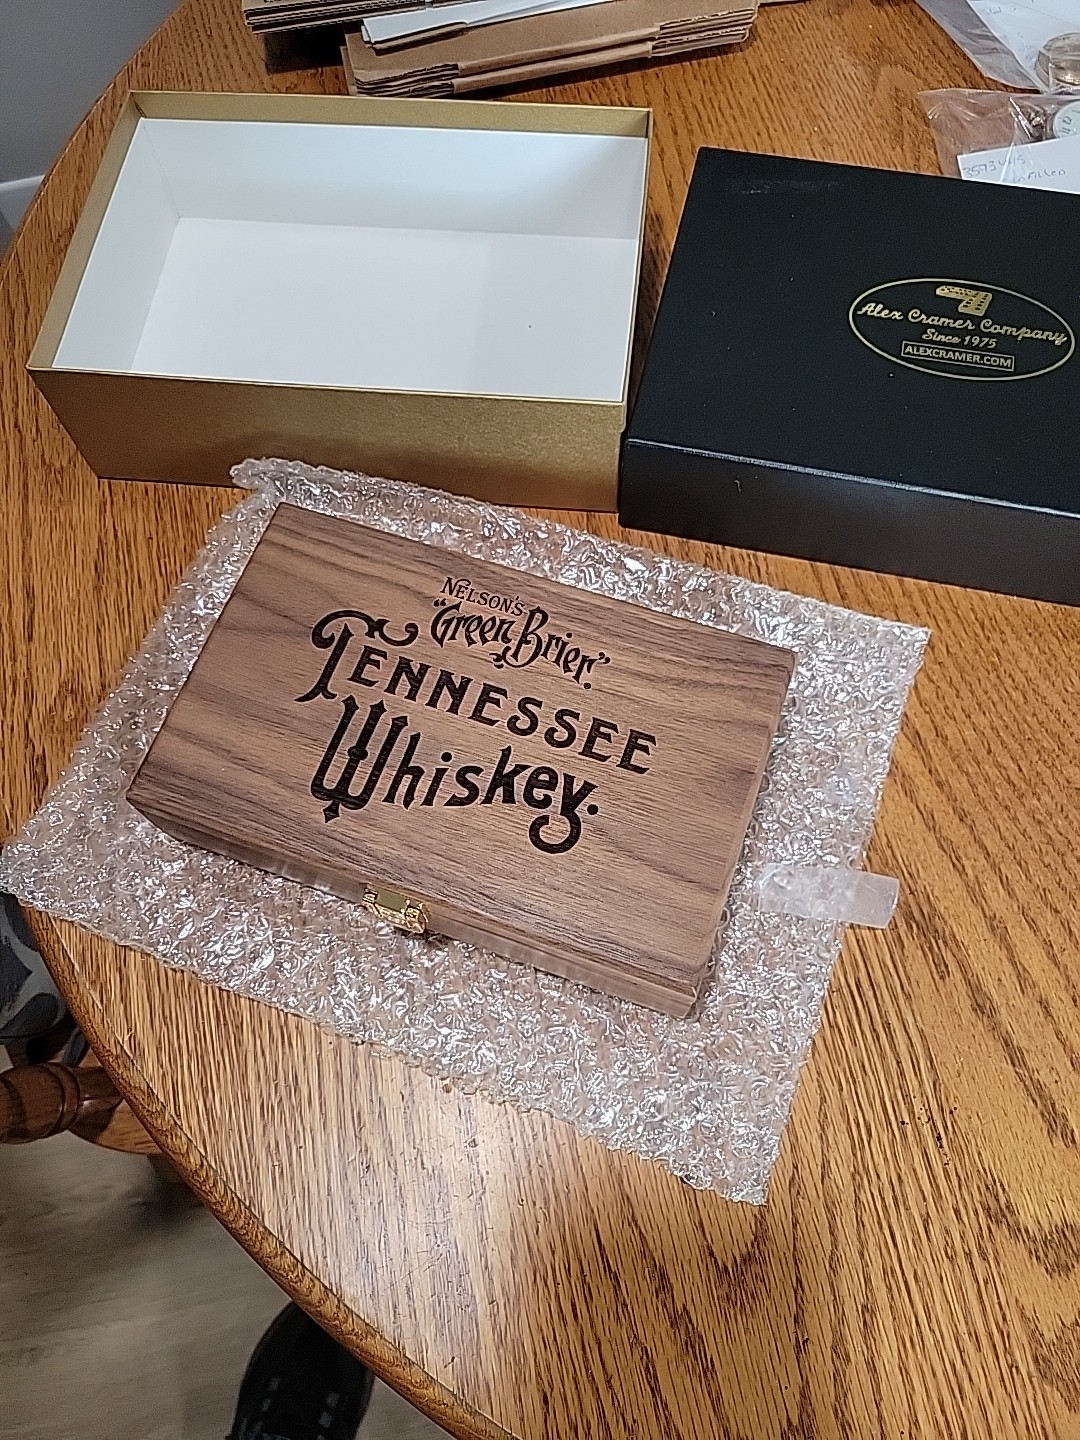 Alex Cramer Company
Since 1975
ALEXCRAMER.COM
NELSON'S
"Green Brier."
TENNESSEE
Whiskey.